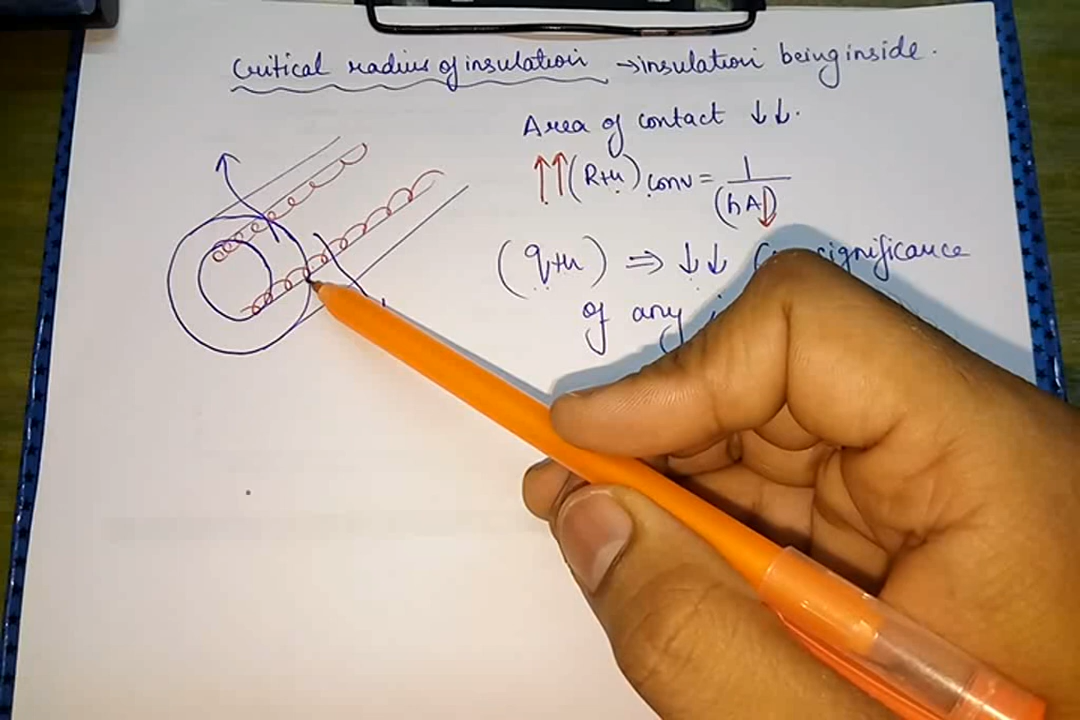 Critical radius of insulation → insulation being inside.
Area of contact ↓↓.
↑↑(Rth)conv = 1/(hA↓)
(qth) ⇒ ↓↓ significance
of any